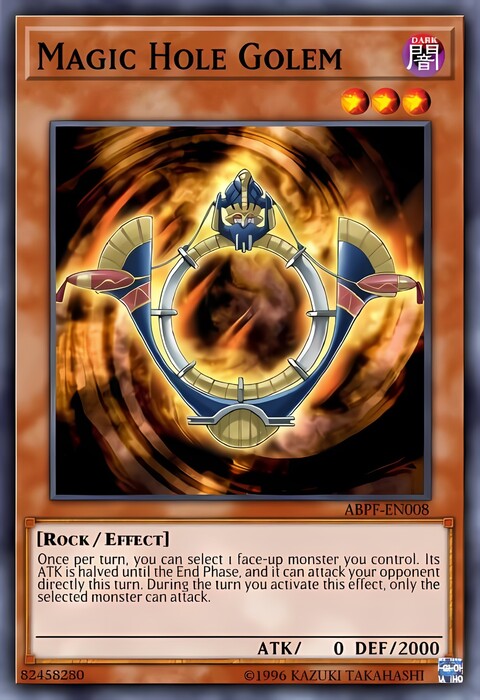 Magic Hole Golem
DARK
闇
ABPF-EN008
[Rock / Effect]
Once per turn, you can select 1 face-up monster you control. Its
ATK is halved until the End Phase, and it can attack your opponent
directly this turn. During the turn you activate this effect, only the
selected monster can attack.
ATK/ 0 DEF/2000
82458280
©1996 KAZUKI TAKAHASHI